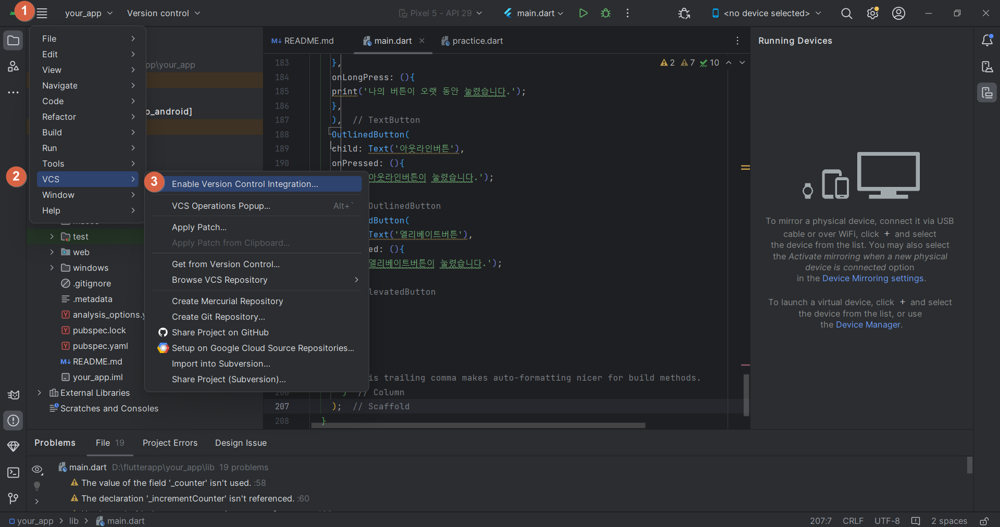 1
your_app
Version control
Pixel 5 - API 29
main.dart
<no device selected>
File
Edit
View
Navigate
Code
Refactor
Build
Run
Tools
2
VCS
Window
Help
3
Enable Version Control Integration...
VCS Operations Popup... Alt+`
Apply Patch...
Apply Patch from Clipboard...
Get from Version Control...
Browse VCS Repository
Create Mercurial Repository
Create Git Repository...
Share Project on GitHub
Setup on Google Cloud Source Repositories...
Import into Subversion...
Share Project (Subversion)...
pp\your_app
o_android]
test
web
windows
.gitignore
.metadata
analysis_options.y
pubspec.lock
pubspec.yaml
README.md
your_app.iml
External Libraries
Scratches and Consoles
README.md
main.dart
practice.dart
2 7 10
183 },
184 onLongPress: (){
185 print('나의 버튼이 오랫 동안 눌렸습니다.');
186 },
187 ), // TextButton
188 OutlinedButton(
189 child: Text('아웃라인버튼'),
190 onPressed: (){
아웃라인버튼이 눌렸습니다.');
OutlinedButton
dButton(
Text('엘리베이트버튼'),
ed: (){
엘리베이트버튼이 눌렸습니다.');
levatedButton
is trailing comma makes auto-formatting nicer for build methods.
// Column
207 ); // Scaffold
208 }
Running Devices
To mirror a physical device, connect it via USB
cable or over WiFi, click + and select
the device from the list. You may also select
the Activate mirroring when a new physical
device is connected option
in the Device Mirroring settings.
To launch a virtual device, click + and select
the device from the list, or use
the Device Manager.
Problems
File 19
Project Errors
Design Issue
main.dart D:\flutterapp\your_app\lib 19 problems
The value of the field '_counter' isn't used. :58
The declaration '_incrementCounter' isn't referenced. :60
your_app > lib > main.dart
207:7
CRLF
UTF-8
2 spaces